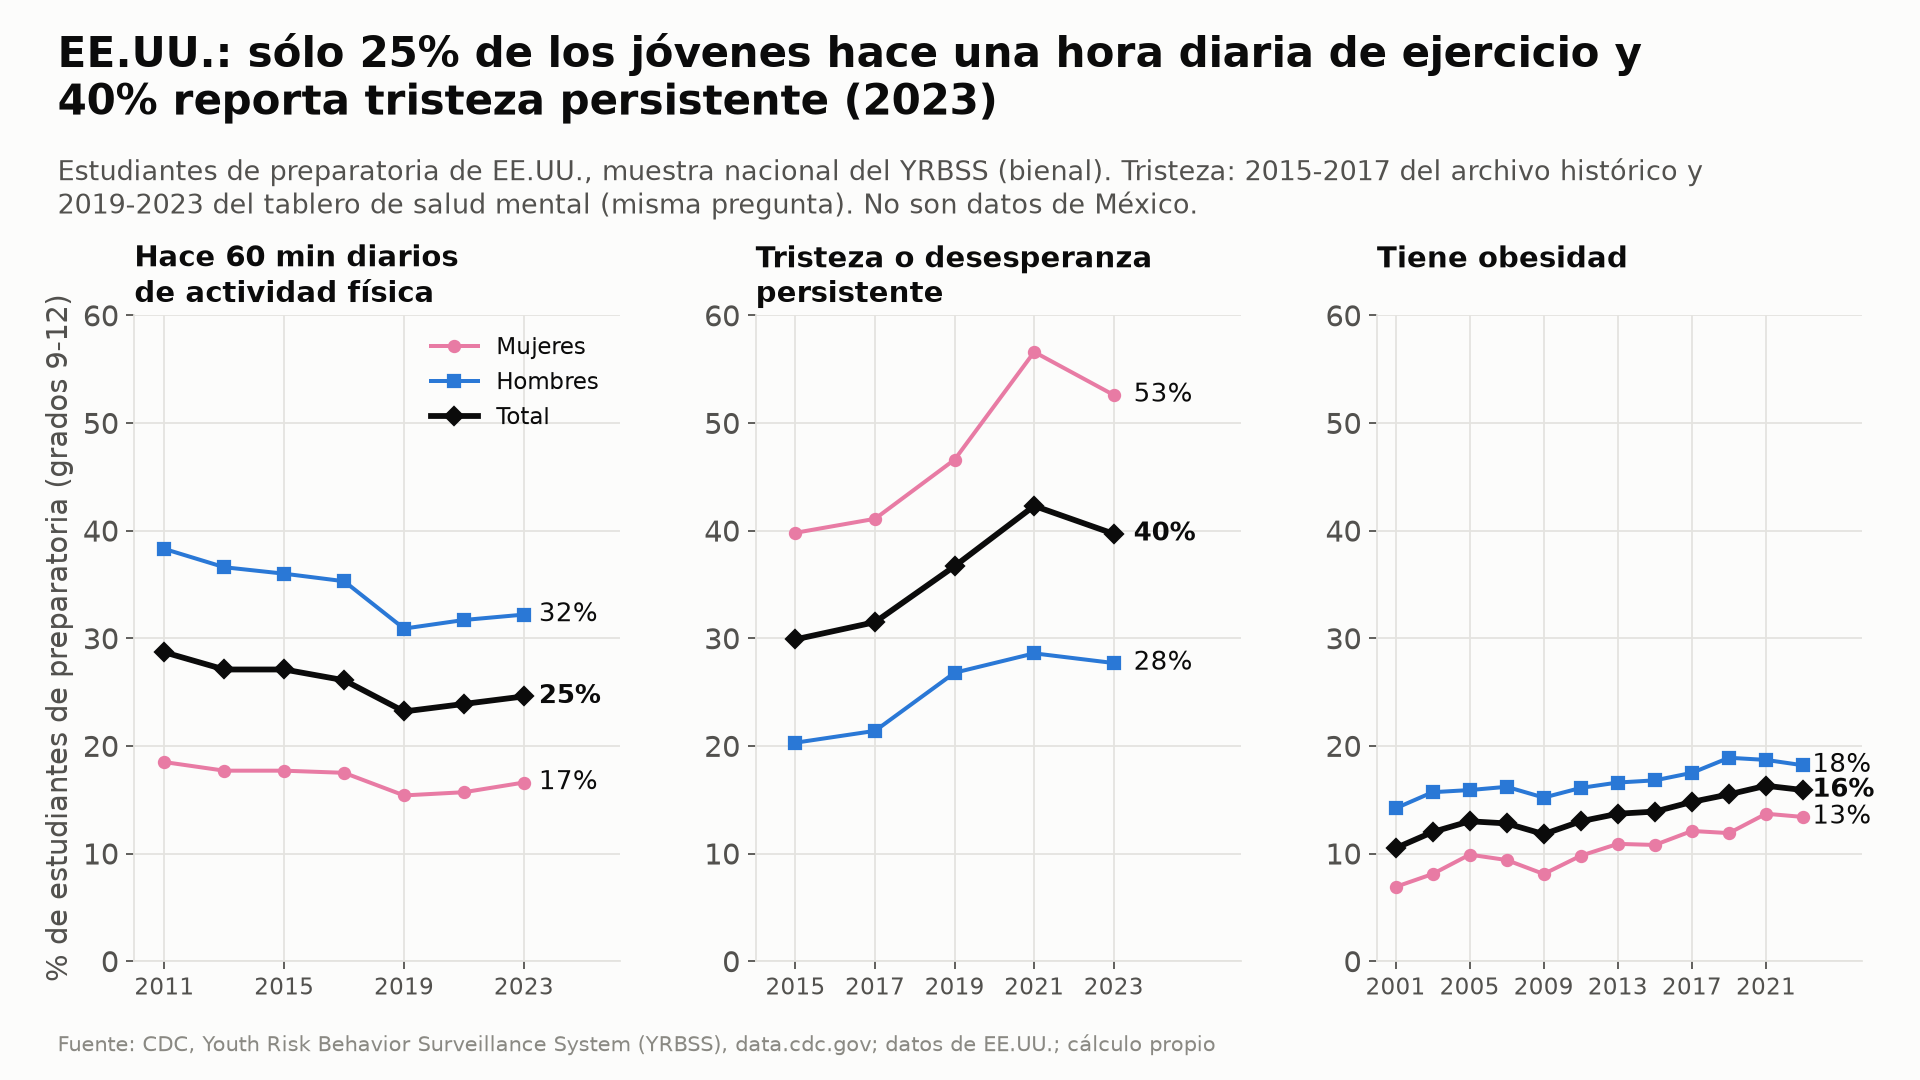 EE.UU.: sólo 25% de los jóvenes hace una hora diaria de ejercicio y
40% reporta tristeza persistente (2023)
Estudiantes de preparatoria de EE.UU., muestra nacional del YRBSS (bienal). Tristeza: 2015-2017 del archivo histórico y
2019-2023 del tablero de salud mental (misma pregunta). No son datos de México.
% de estudiantes de preparatoria (grados 9-12)
Hace 60 min diarios
de actividad física
60
50
40
30
20
10
0
Mujeres
Hombres
Total
32%
25%
17%
2011 2015 2019 2023
Tristeza o desesperanza
persistente
60
50
40
30
20
10
0
53%
40%
28%
2015 2017 2019 2021 2023
Tiene obesidad
60
50
40
30
20
10
0
18%
16%
13%
2001 2005 2009 2013 2017 2021
Fuente: CDC, Youth Risk Behavior Surveillance System (YRBSS), data.cdc.gov; datos de EE.UU.; cálculo propio